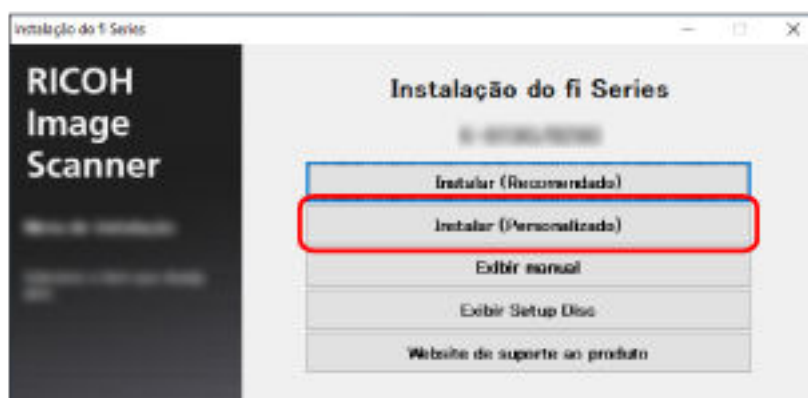 Instalação do fi Series
RICOH
Image
Scanner
Instalação do fi Series
Instalar (Recomendado)
Instalar (Personalizado)
Exibir manual
Exibir Setup Disc
Website de suporte ao produto